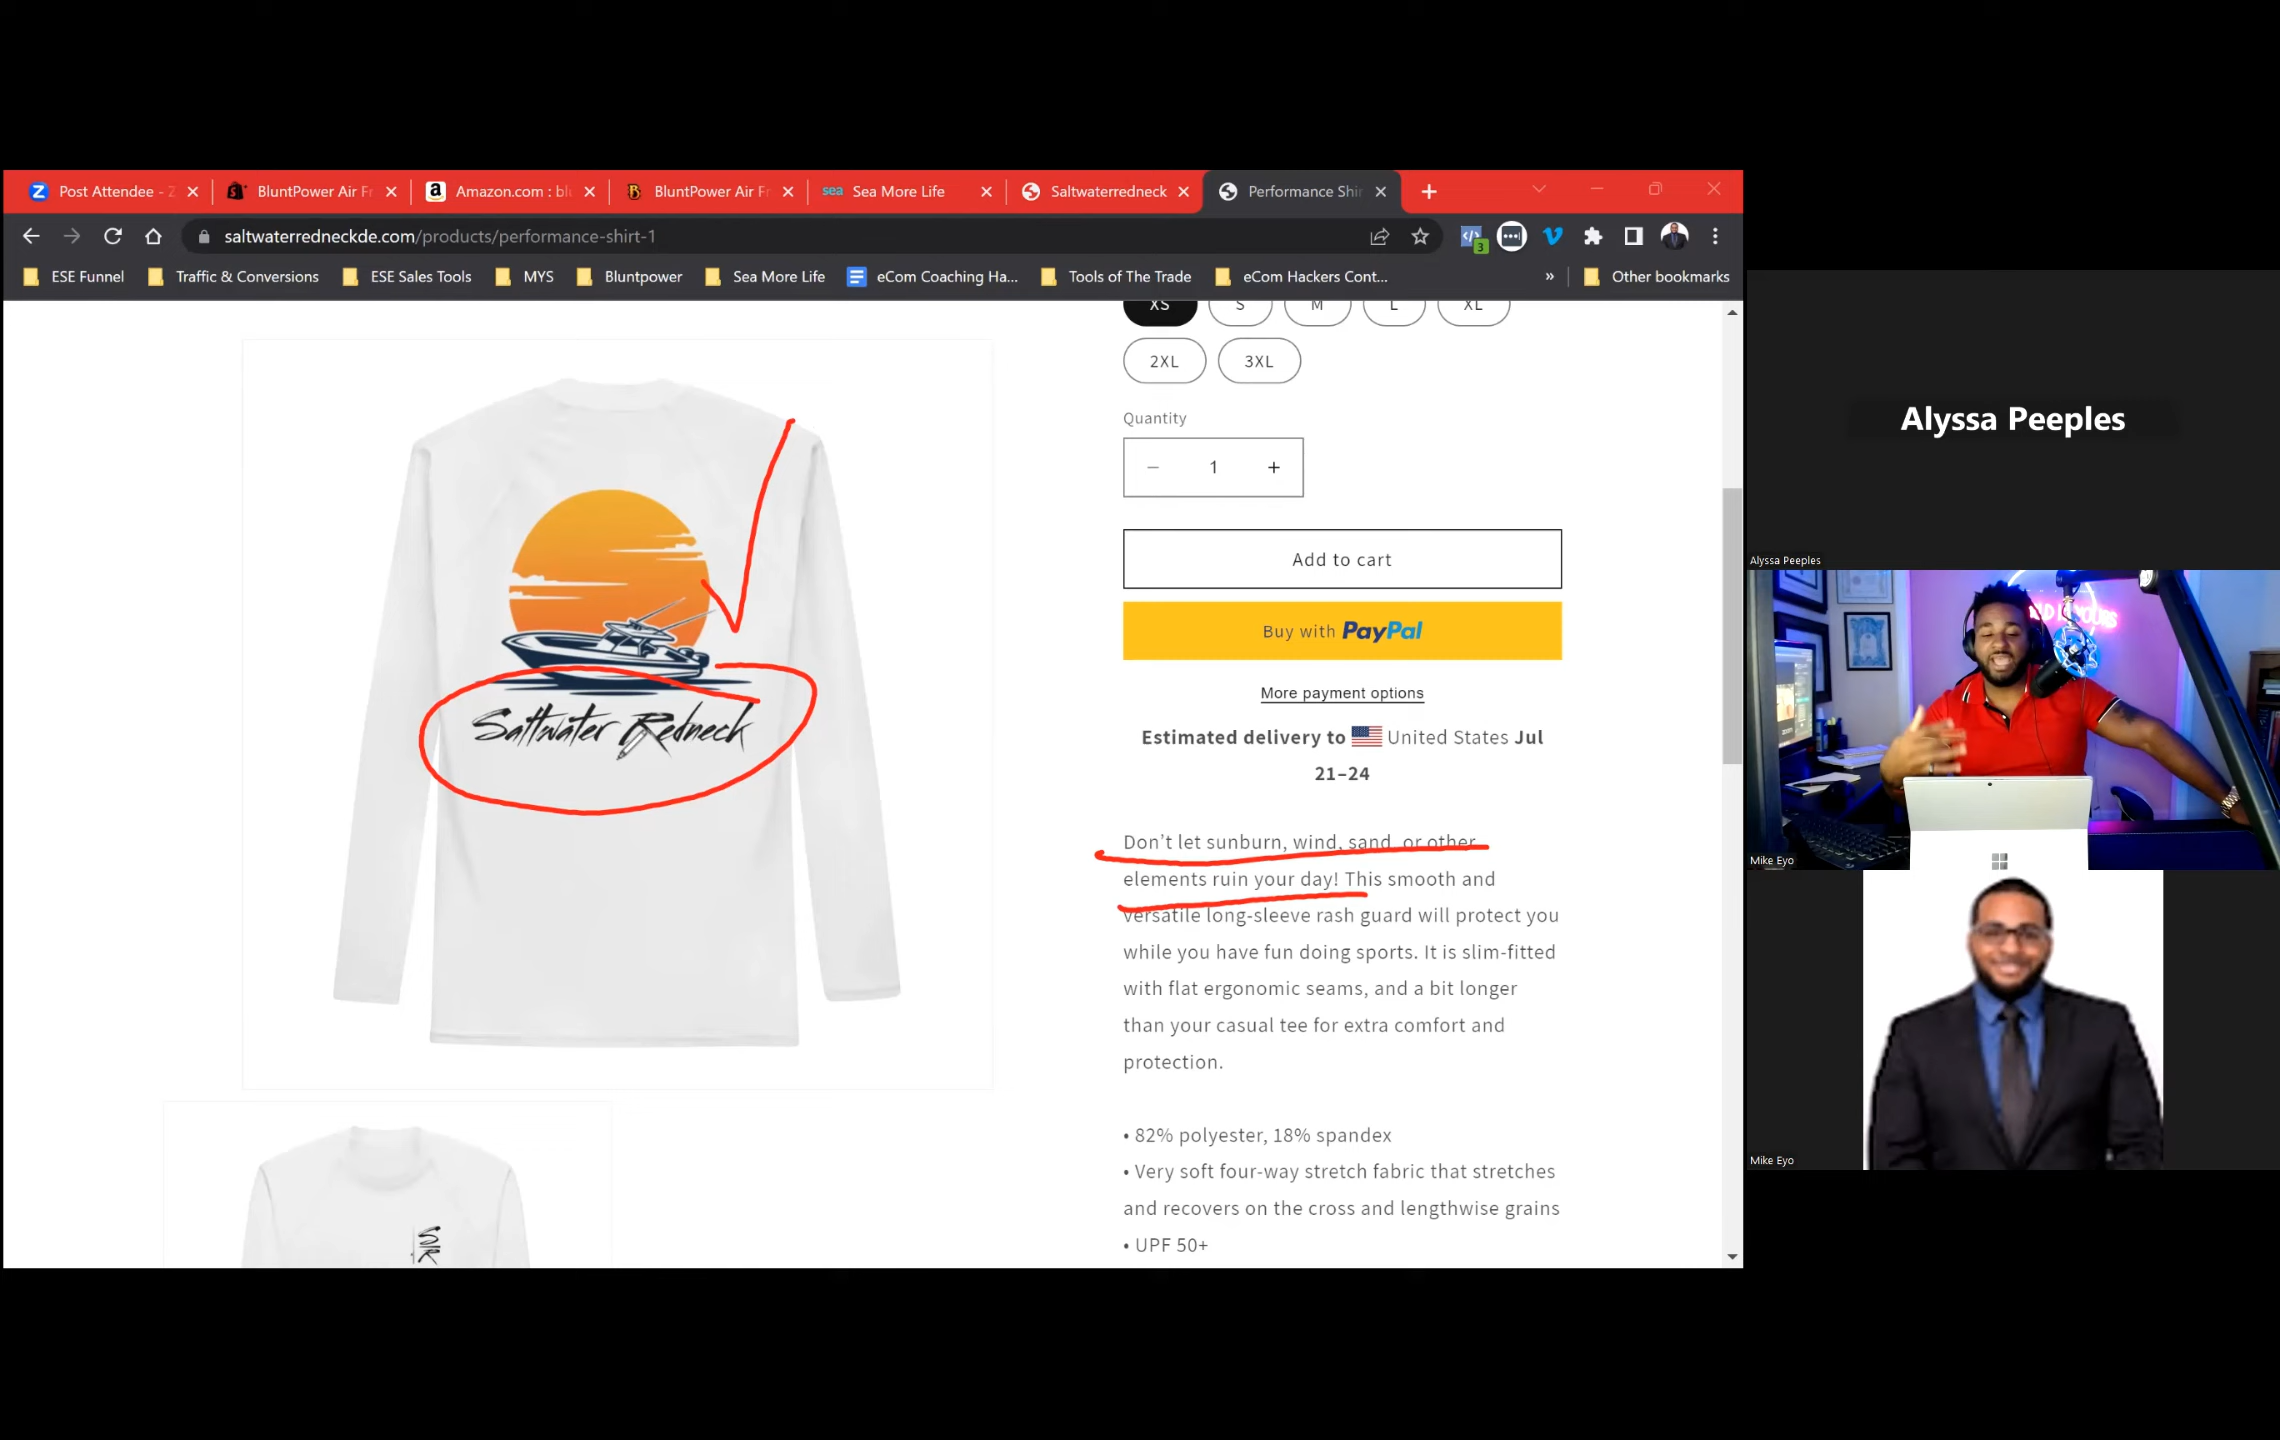 Post Attendee - Z
BluntPower Air Fr
Amazon.com : blu
BluntPower Air Fr
sea Sea More Life
Saltwaterredneck
Performance Shir
saltwaterredneckde.com/products/performance-shirt-1
ESE Funnel
Traffic & Conversions
ESE Sales Tools
MYS
Bluntpower
Sea More Life
eCom Coaching Ha...
Tools of The Trade
eCom Hackers Cont...
»
Other bookmarks
XS S M L XL
2XL 3XL
Quantity
− 1 +
Add to cart
Buy with PayPal
More payment options
Estimated delivery to United States Jul
21–24
Don't let sunburn, wind, sand, or other
elements ruin your day! This smooth and
versatile long-sleeve rash guard will protect you
while you have fun doing sports. It is slim-fitted
with flat ergonomic seams, and a bit longer
than your casual tee for extra comfort and
protection.
• 82% polyester, 18% spandex
• Very soft four-way stretch fabric that stretches
and recovers on the cross and lengthwise grains
• UPF 50+
Saltwater Redneck
S/R
Alyssa Peeples
Alyssa Peeples
Mike Eyo
Mike Eyo